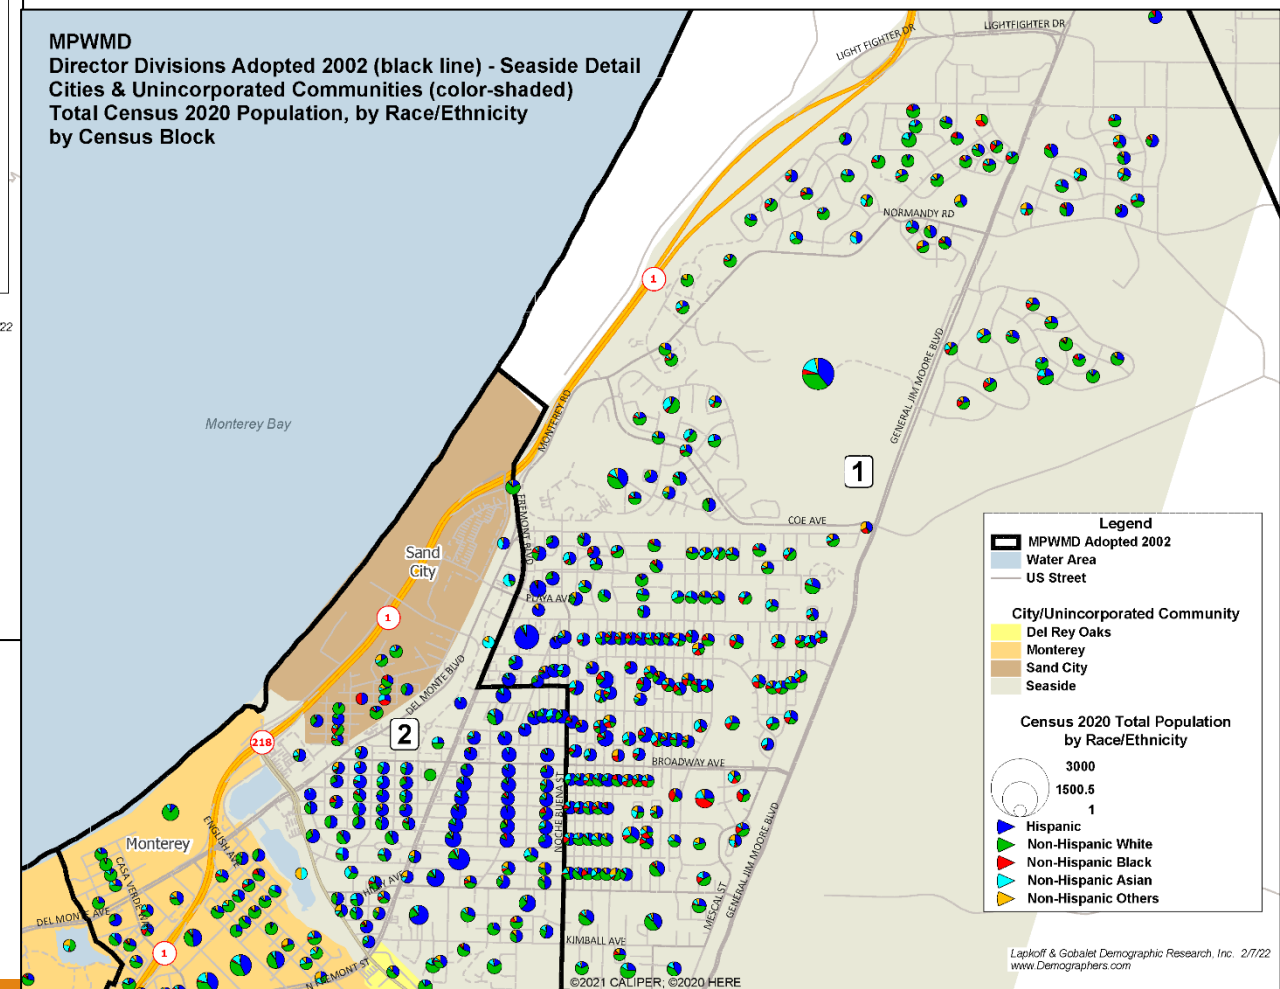 MPWMD
Director Divisions Adopted 2002 (black line) - Seaside Detail
Cities & Unincorporated Communities (color-shaded)
Total Census 2020 Population, by Race/Ethnicity
by Census Block
22
LIGHT FIGHTER DR
LIGHTFIGHTER DR
NORMANDY RD
1
GENERAL JIM MOORE BLVD
Monterey Bay
MONTEREY RD
1
COE AVE
FREMONT BLVD
Sand
City
PLAYA AVE
1
DEL MONTE BLVD
2
218
BROADWAY AVE
NOCHE BUENA ST
GENERAL JIM MOORE BLVD
MESCAL ST
Monterey
ENGLISH AVE
CASA VERDE WAY
HILBY AVE
DEL MONTE AVE
1
KIMBALL AVE
N FREMONT ST
Legend
MPWMD Adopted 2002
Water Area
US Street
City/Unincorporated Community
Del Rey Oaks
Monterey
Sand City
Seaside
Census 2020 Total Population
by Race/Ethnicity
3000
1500.5
1
Hispanic
Non-Hispanic White
Non-Hispanic Black
Non-Hispanic Asian
Non-Hispanic Others
Lapkoff & Gobalet Demographic Research, Inc. 2/7/22
www.Demographers.com
©2021 CALIPER; ©2020 HERE